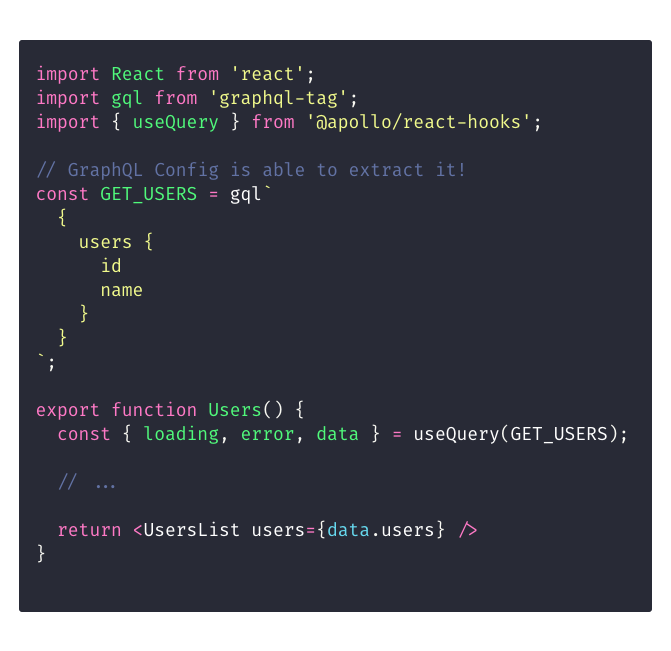 import React from 'react';
import gql from 'graphql-tag';
import { useQuery } from '@apollo/react-hooks';

// GraphQL Config is able to extract it!
const GET_USERS = gql`
  {
    users {
      id
      name
    }
  }
`;

export function Users() {
  const { loading, error, data } = useQuery(GET_USERS);

  // ...

  return <UsersList users={data.users} />
}